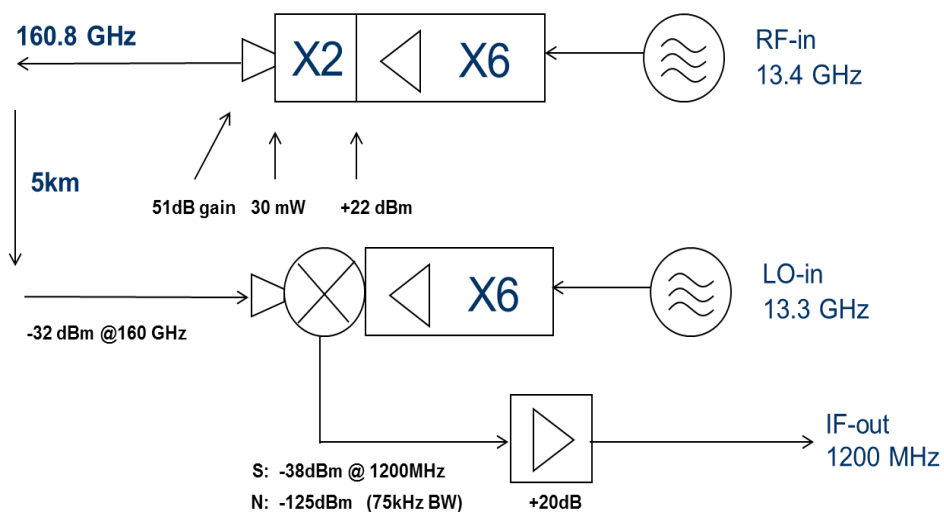 160.8 GHz
X2
X6
RF-in
13.4 GHz
5km
51dB gain
30 mW
+22 dBm
X6
LO-in
13.3 GHz
-32 dBm @160 GHz
IF-out
1200 MHz
S: -38dBm @ 1200MHz
N: -125dBm (75kHz BW)
+20dB